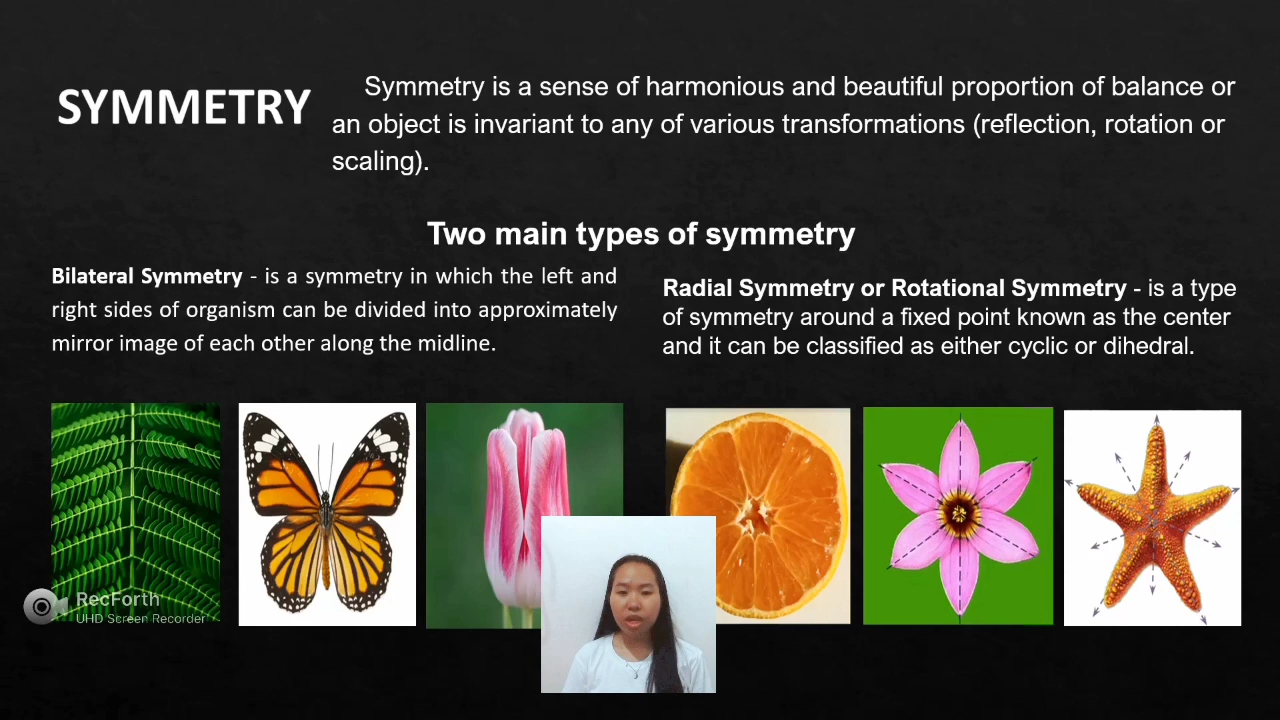 SYMMETRY
Symmetry is a sense of harmonious and beautiful proportion of balance or
an object is invariant to any of various transformations (reflection, rotation or
scaling).
Two main types of symmetry
Bilateral Symmetry - is a symmetry in which the left and
right sides of organism can be divided into approximately
mirror image of each other along the midline.
Radial Symmetry or Rotational Symmetry - is a type
of symmetry around a fixed point known as the center
and it can be classified as either cyclic or dihedral.
RecForth
UHD Screen Recorder